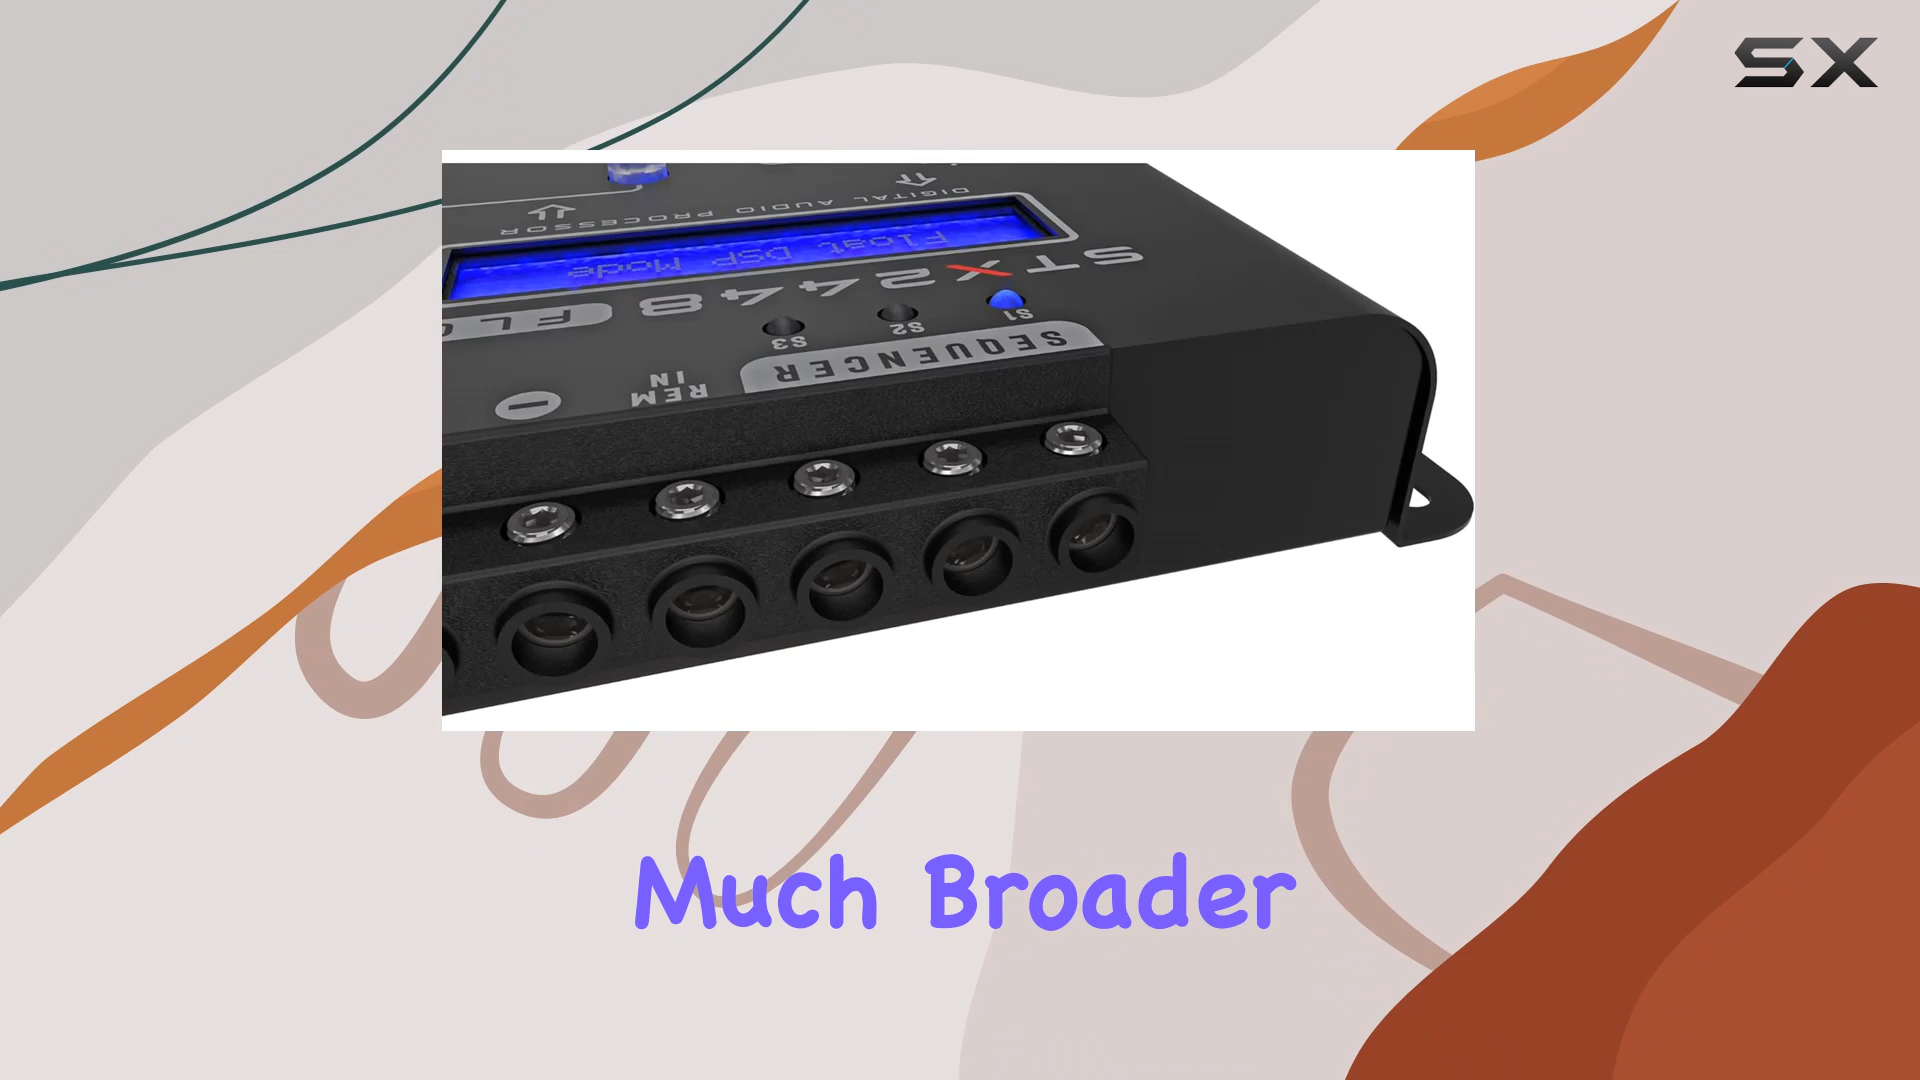 SX
DIGITAL AUDIO PROCESSOR
Float DSP Mode
STX2448
S1 S2 S3
SEQUENCER
REM
IN
Much Broader